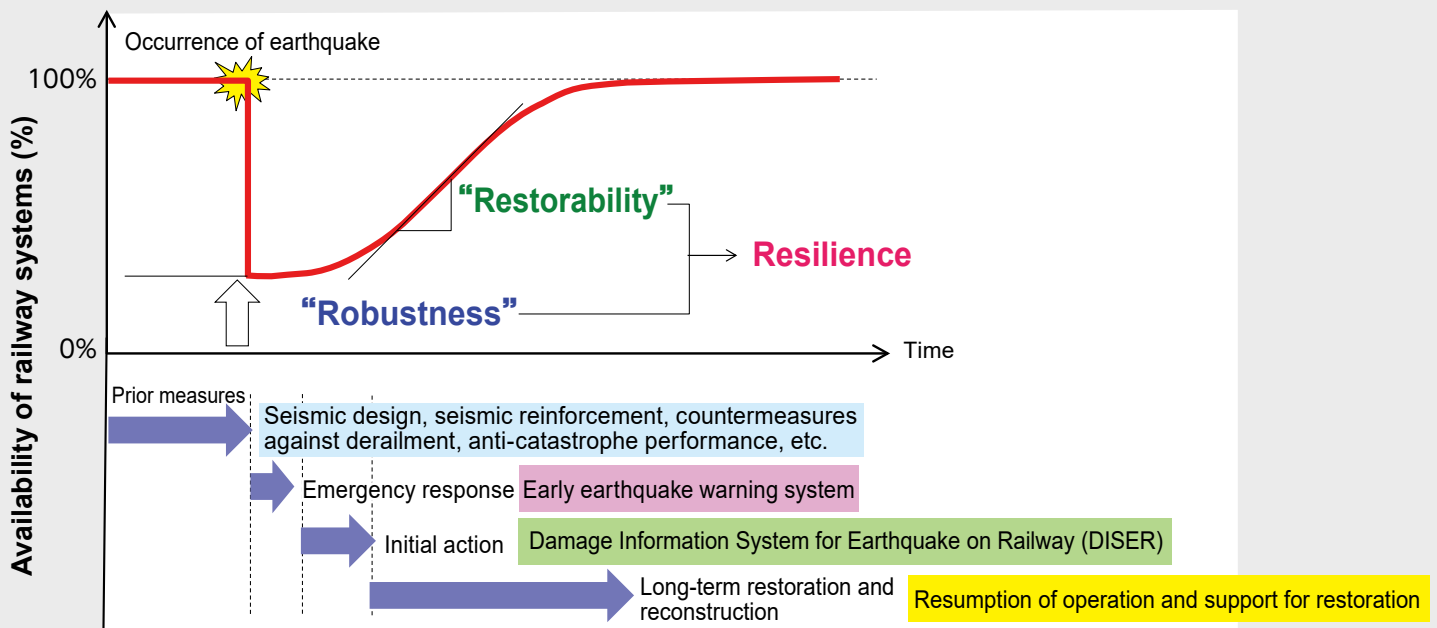 Occurrence of earthquake
100%
Availability of railway systems (%)
“Restorability”
Resilience
“Robustness”
0%
Time
Prior measures
Seismic design, seismic reinforcement, countermeasures
against derailment, anti-catastrophe performance, etc.
Emergency response
Early earthquake warning system
Initial action
Damage Information System for Earthquake on Railway (DISER)
Long-term restoration and
reconstruction
Resumption of operation and support for restoration